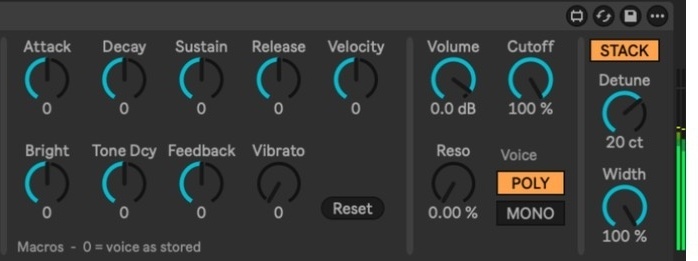 Attack Decay Sustain Release Velocity Volume Cutoff STACK
0 0 0 0 0 0.0 dB 100 % Detune
20 ct
Bright Tone Dcy Feedback Vibrato Reso Voice Width
POLY
0 0 0 0 Reset 0.00 % MONO
100 %
Macros - 0 = voice as stored